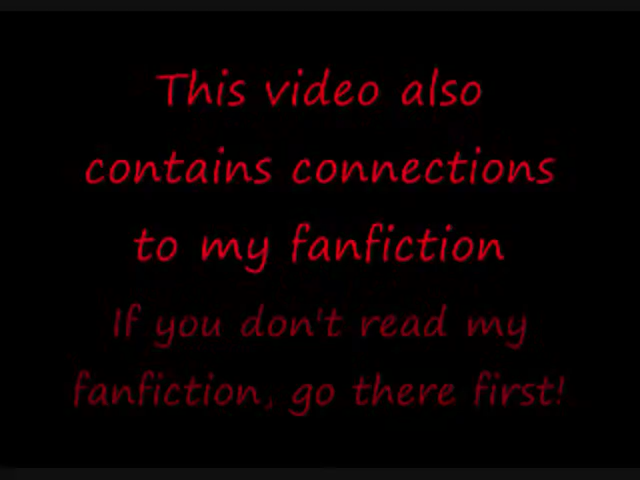 This video also
contains connections
to my fanfiction
If you don't read my
fanfiction, go there first!